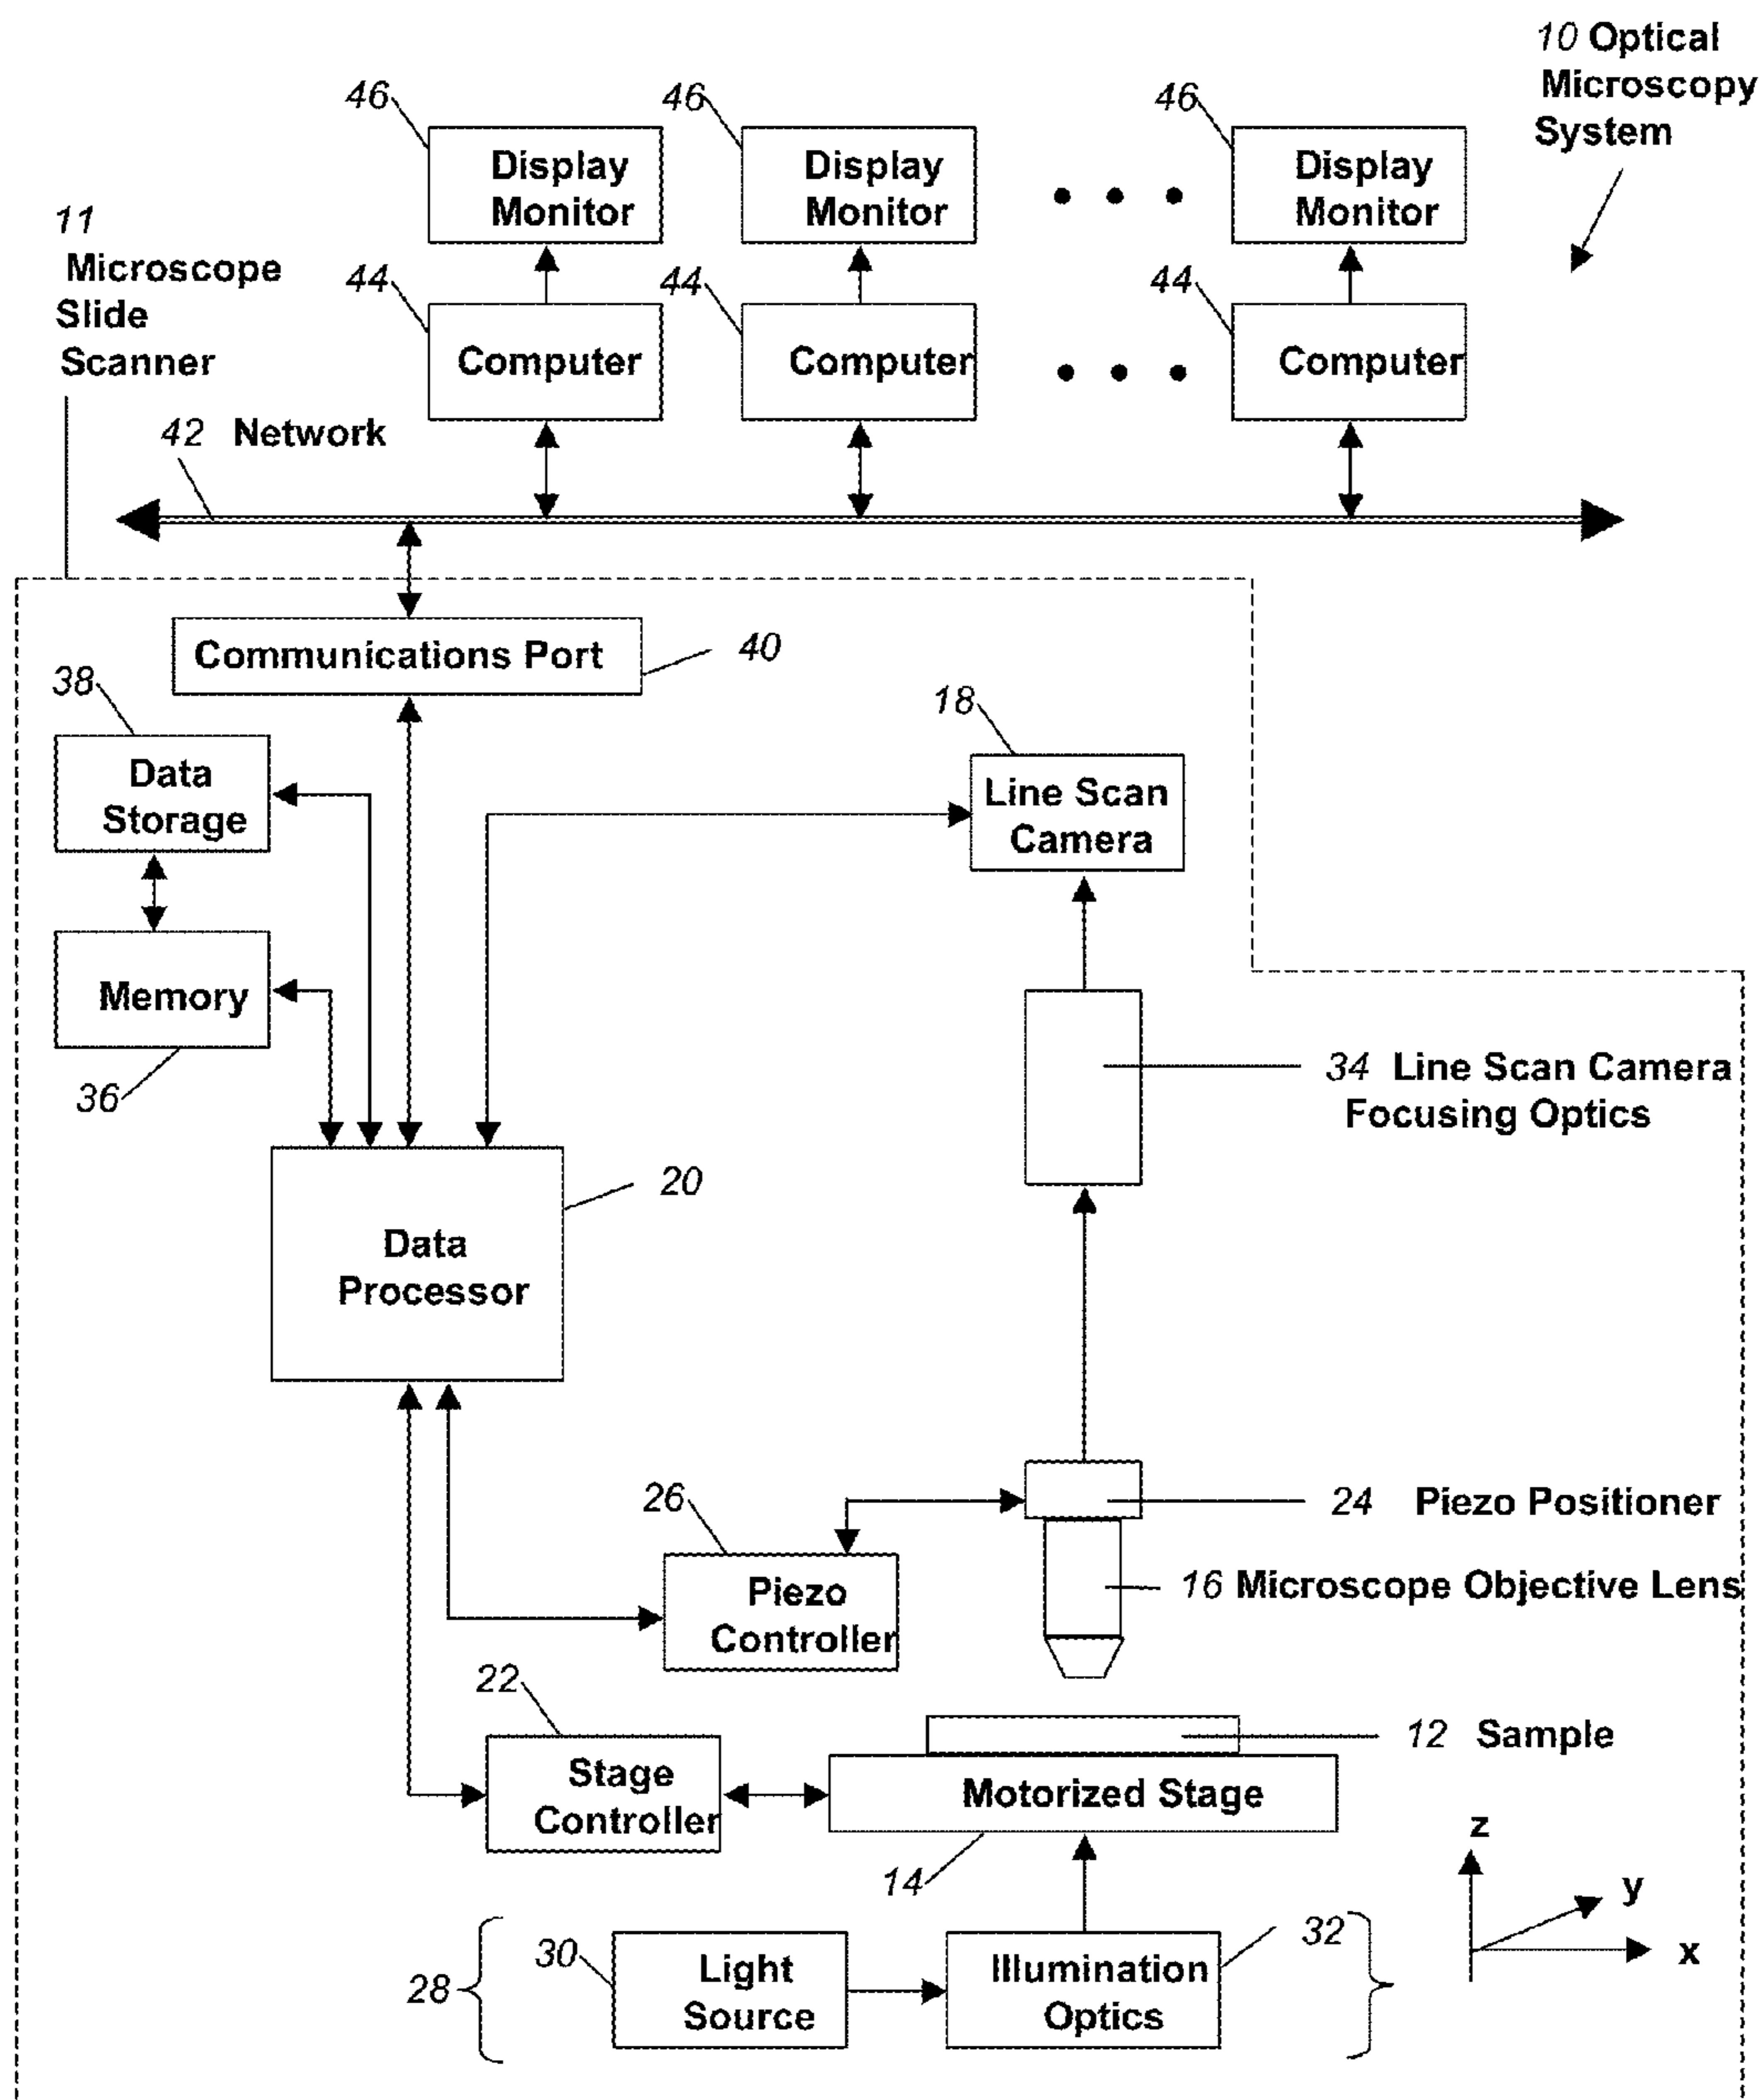 10 Optical
Microscopy
System
46
46
46
Display
Monitor
Display
Monitor
Display
Monitor
11
Microscope
Slide
Scanner
44
44
44
Computer
Computer
Computer
42 Network
Communications Port
40
38
18
Data
Storage
Line Scan
Camera
Memory
36
34 Line Scan Camera
Focusing Optics
20
Data
Processor
26
24 Piezo Positioner
Piezo
Controller
16 Microscope Objective Lens
22
12 Sample
Stage
Controller
Motorized Stage
14
z
y
x
28
30
Light
Source
Illumination
Optics
32